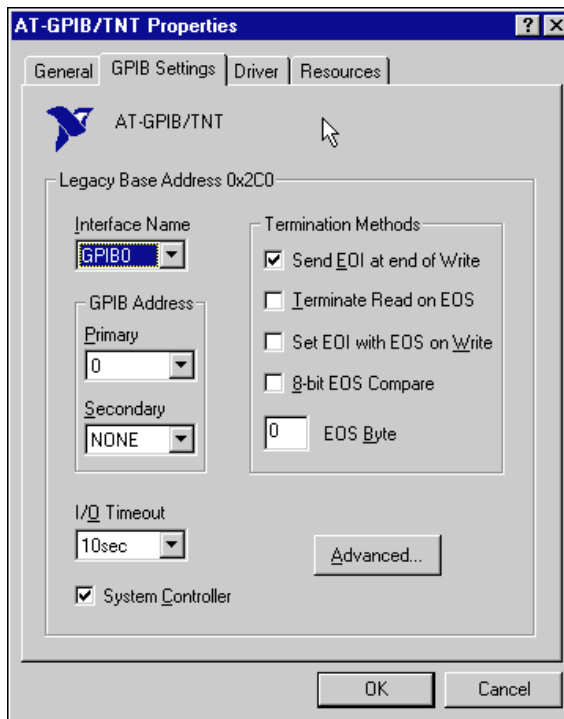 AT-GPIB/TNT Properties
General GPIB Settings Driver Resources
AT-GPIB/TNT
Legacy Base Address 0x2C0
Interface Name
GPIB0
GPIB Address
Primary
0
Secondary
NONE
I/O Timeout
10sec
System Controller
Termination Methods
Send EOI at end of Write
Terminate Read on EOS
Set EOI with EOS on Write
8-bit EOS Compare
0 EOS Byte
Advanced...
OK Cancel